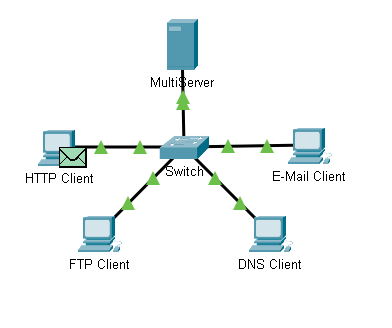 MultiServer
HTTP Client
Switch
E-Mail Client
FTP Client
DNS Client